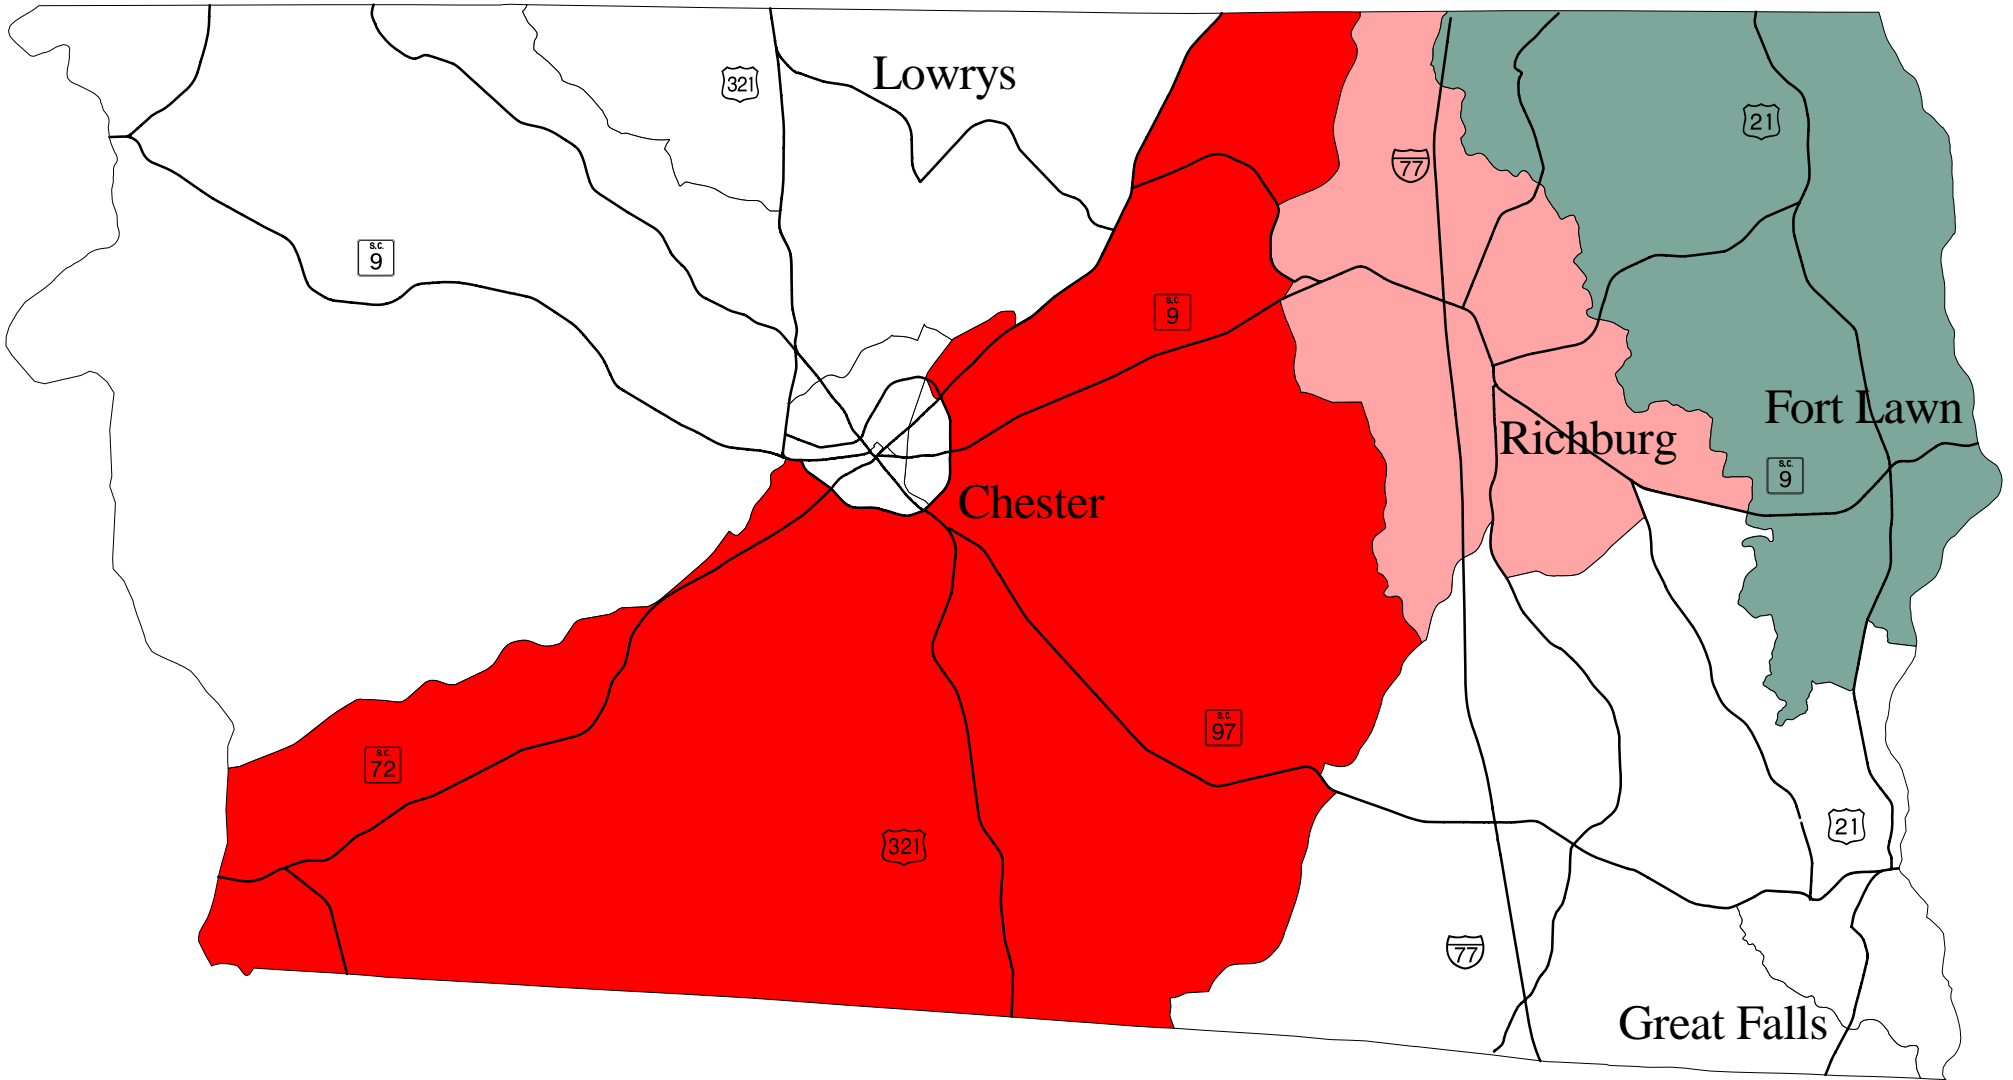 Lowrys
321
21
77
S.C.
9
S.C.
9
Fort Lawn
Richburg
S.C.
9
Chester
S.C.
97
S.C.
72
321
21
77
Great Falls